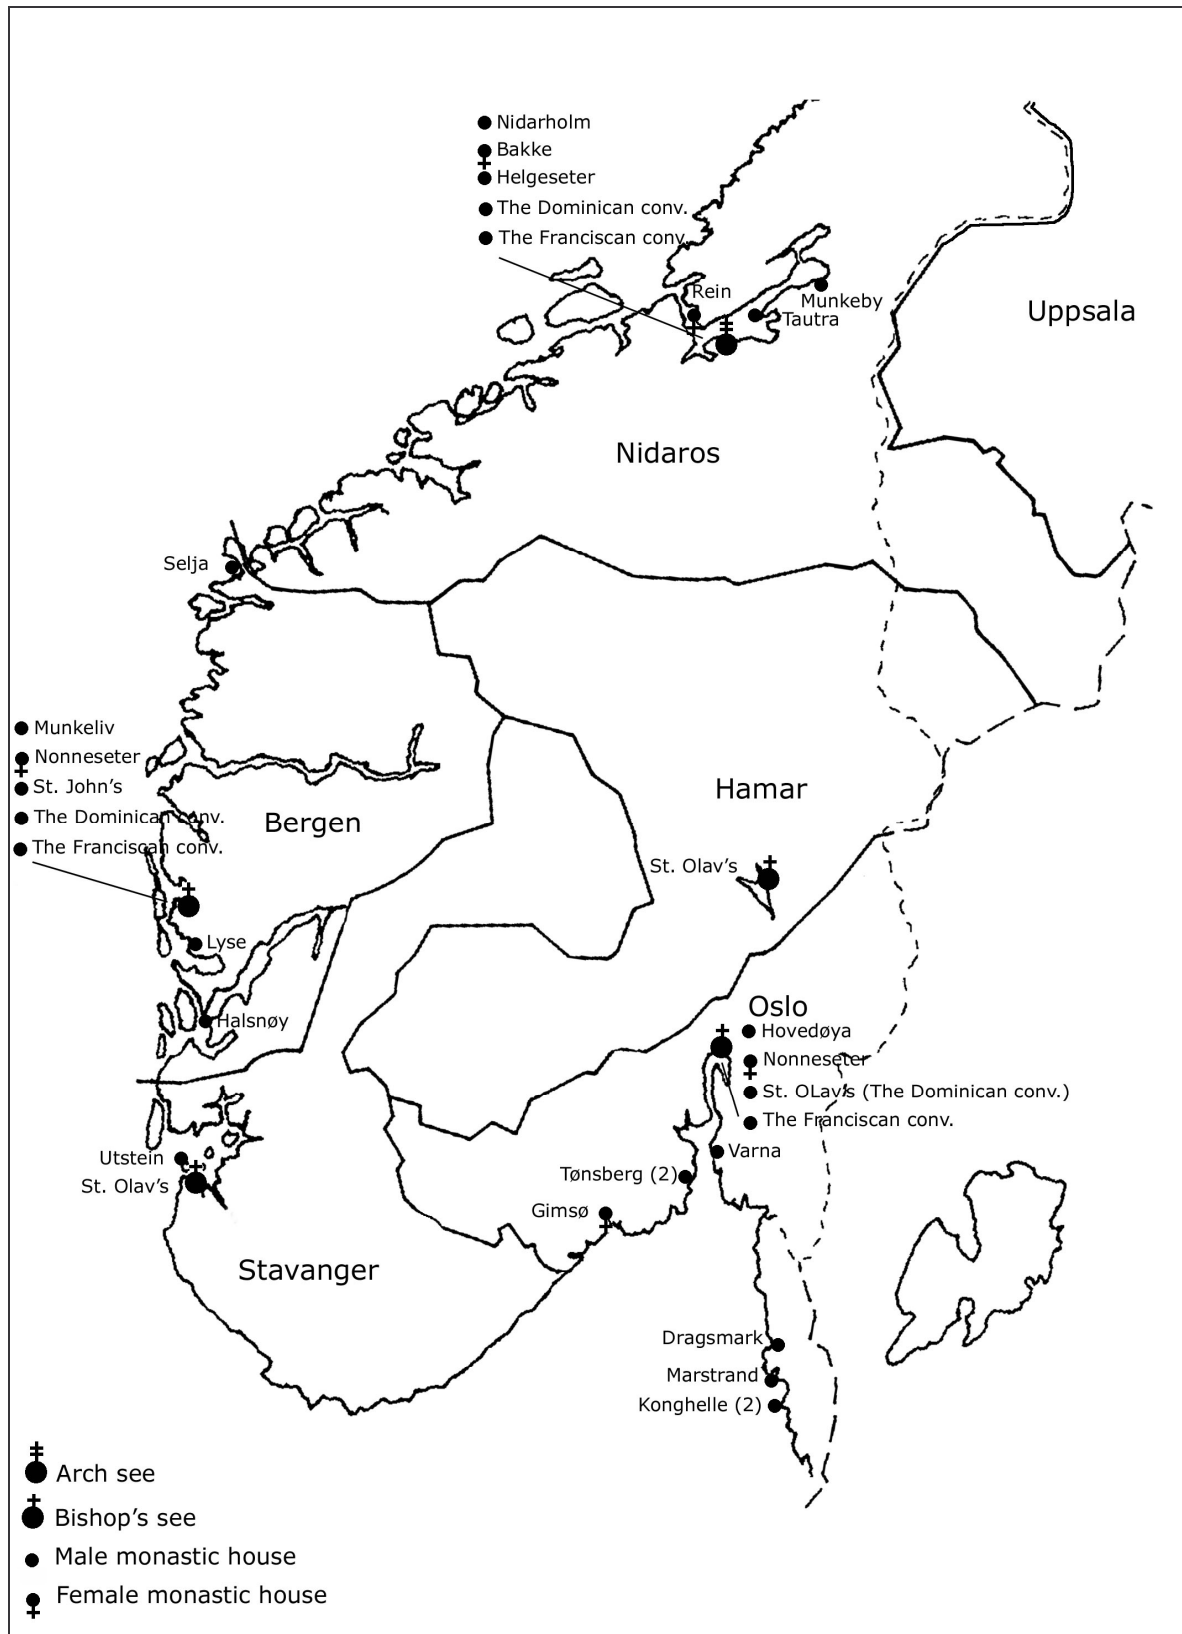 Nidarholm
Bakke
Helgeseter
The Dominican conv.
The Franciscan conv.
Rein
Munkeby
Tautra
Uppsala
Nidaros
Selja
Munkeliv
Nonneseter
St. John's
The Dominican conv.
The Franciscan conv.
Bergen
Hamar
St. Olav's
Lyse
Halsnøy
Oslo
Hovedøya
Nonneseter
St. OLav's (The Dominican conv.)
The Franciscan conv.
Varna
Utstein
St. Olav's
Tønsberg (2)
Gimsø
Stavanger
Dragsmark
Marstrand
Konghelle (2)
Arch see
Bishop's see
Male monastic house
Female monastic house